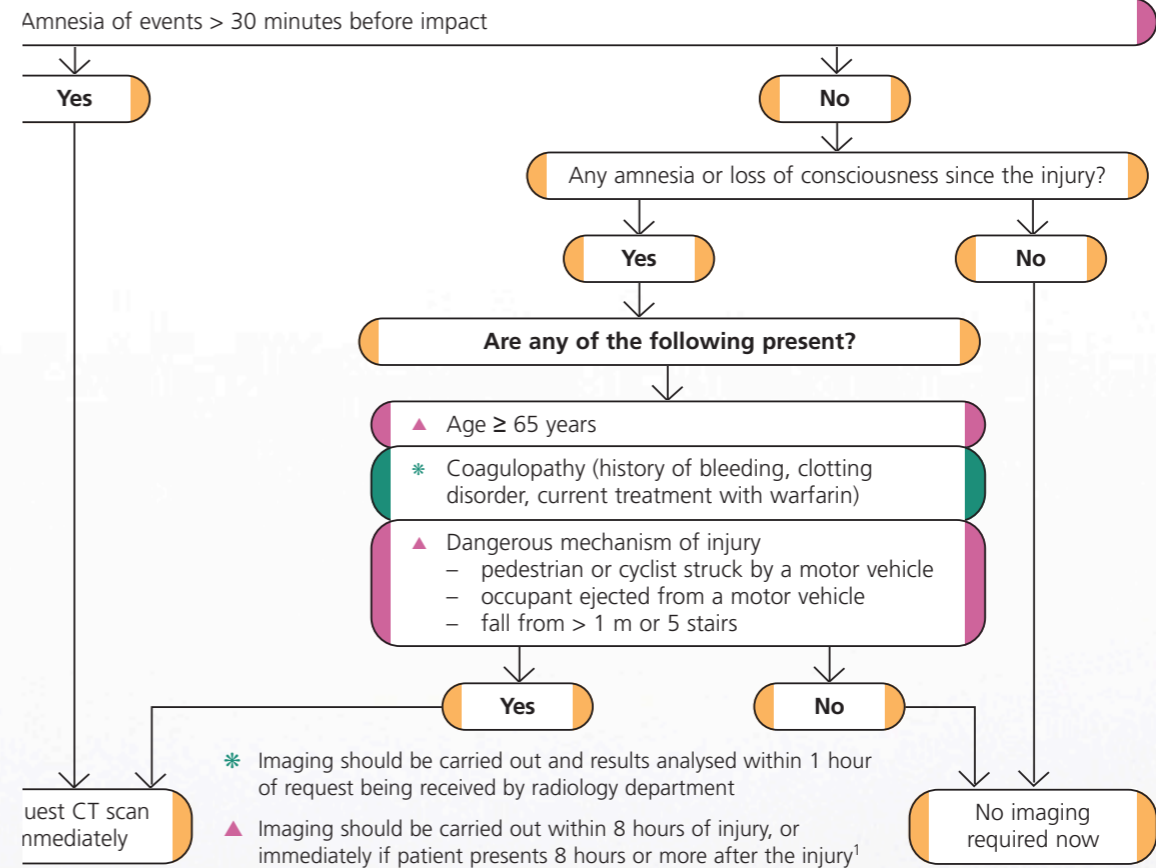 Amnesia of events > 30 minutes before impact
Yes
No
Any amnesia or loss of consciousness since the injury?
Yes
No
Are any of the following present?
▲ Age ≥ 65 years
❋ Coagulopathy (history of bleeding, clotting
disorder, current treatment with warfarin)
▲ Dangerous mechanism of injury
– pedestrian or cyclist struck by a motor vehicle
– occupant ejected from a motor vehicle
– fall from > 1 m or 5 stairs
Yes
No
❋ Imaging should be carried out and results analysed within 1 hour
of request being received by radiology department
▲ Imaging should be carried out within 8 hours of injury, or
immediately if patient presents 8 hours or more after the injury¹
uest CT scan
mmediately
No imaging
required now